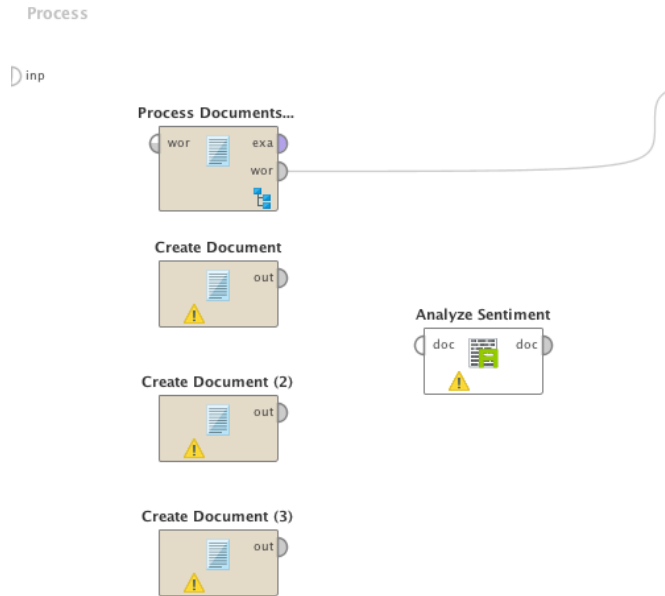 Process
inp
Process Documents...
wor
exa
wor
Create Document
out
Analyze Sentiment
doc
doc
Create Document (2)
out
Create Document (3)
out